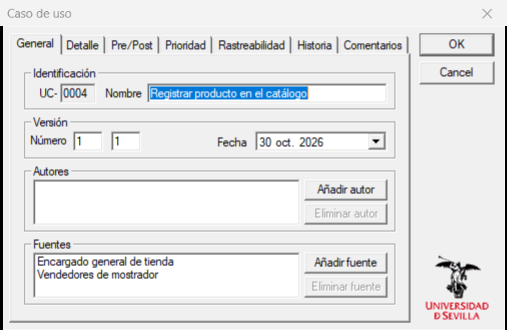 Caso de uso
General Detalle Pre/Post Prioridad Rastreabilidad Historia Comentarios
OK
Cancel
Identificación
UC- 0004 Nombre Registrar producto en el catálogo
Versión
Número 1 1 Fecha 30 oct. 2026
Autores
Añadir autor
Eliminar autor
Fuentes
Encargado general de tienda
Vendedores de mostrador
Añadir fuente
Eliminar fuente
UNIVERSIDAD
D SEVILLA